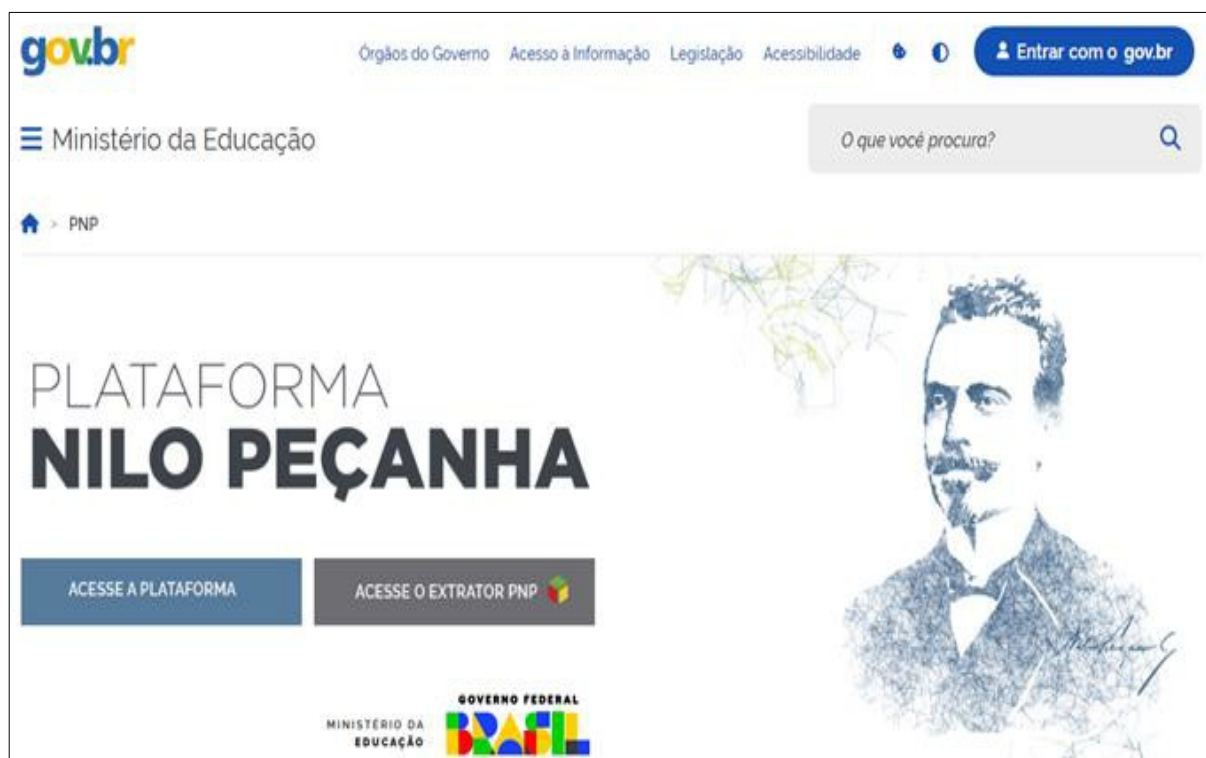 gov.br
Órgãos do Governo Acesso à Informação Legislação Acessibilidade Entrar com o gov.br
Ministério da Educação O que você procura?
> PNP
PLATAFORMA
NILO PEÇANHA
ACESSE A PLATAFORMA ACESSE O EXTRATOR PNP
MINISTÉRIO DA
EDUCAÇÃO
GOVERNO FEDERAL
BRASIL